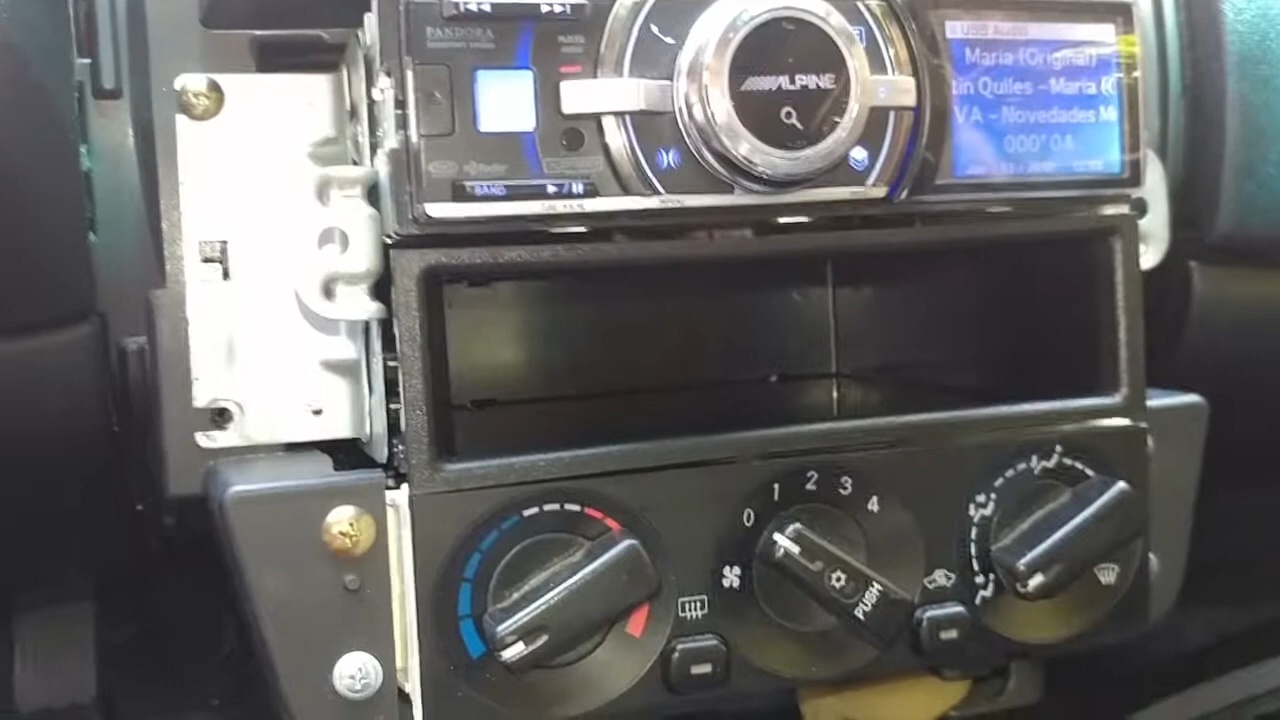 PANDORA
ALPINE
USB Audio
Maria (Original)
tin Quiles - Maria (O
VA - Novedades M
000" 04
BAND
0
1
2
3
4
PUSH